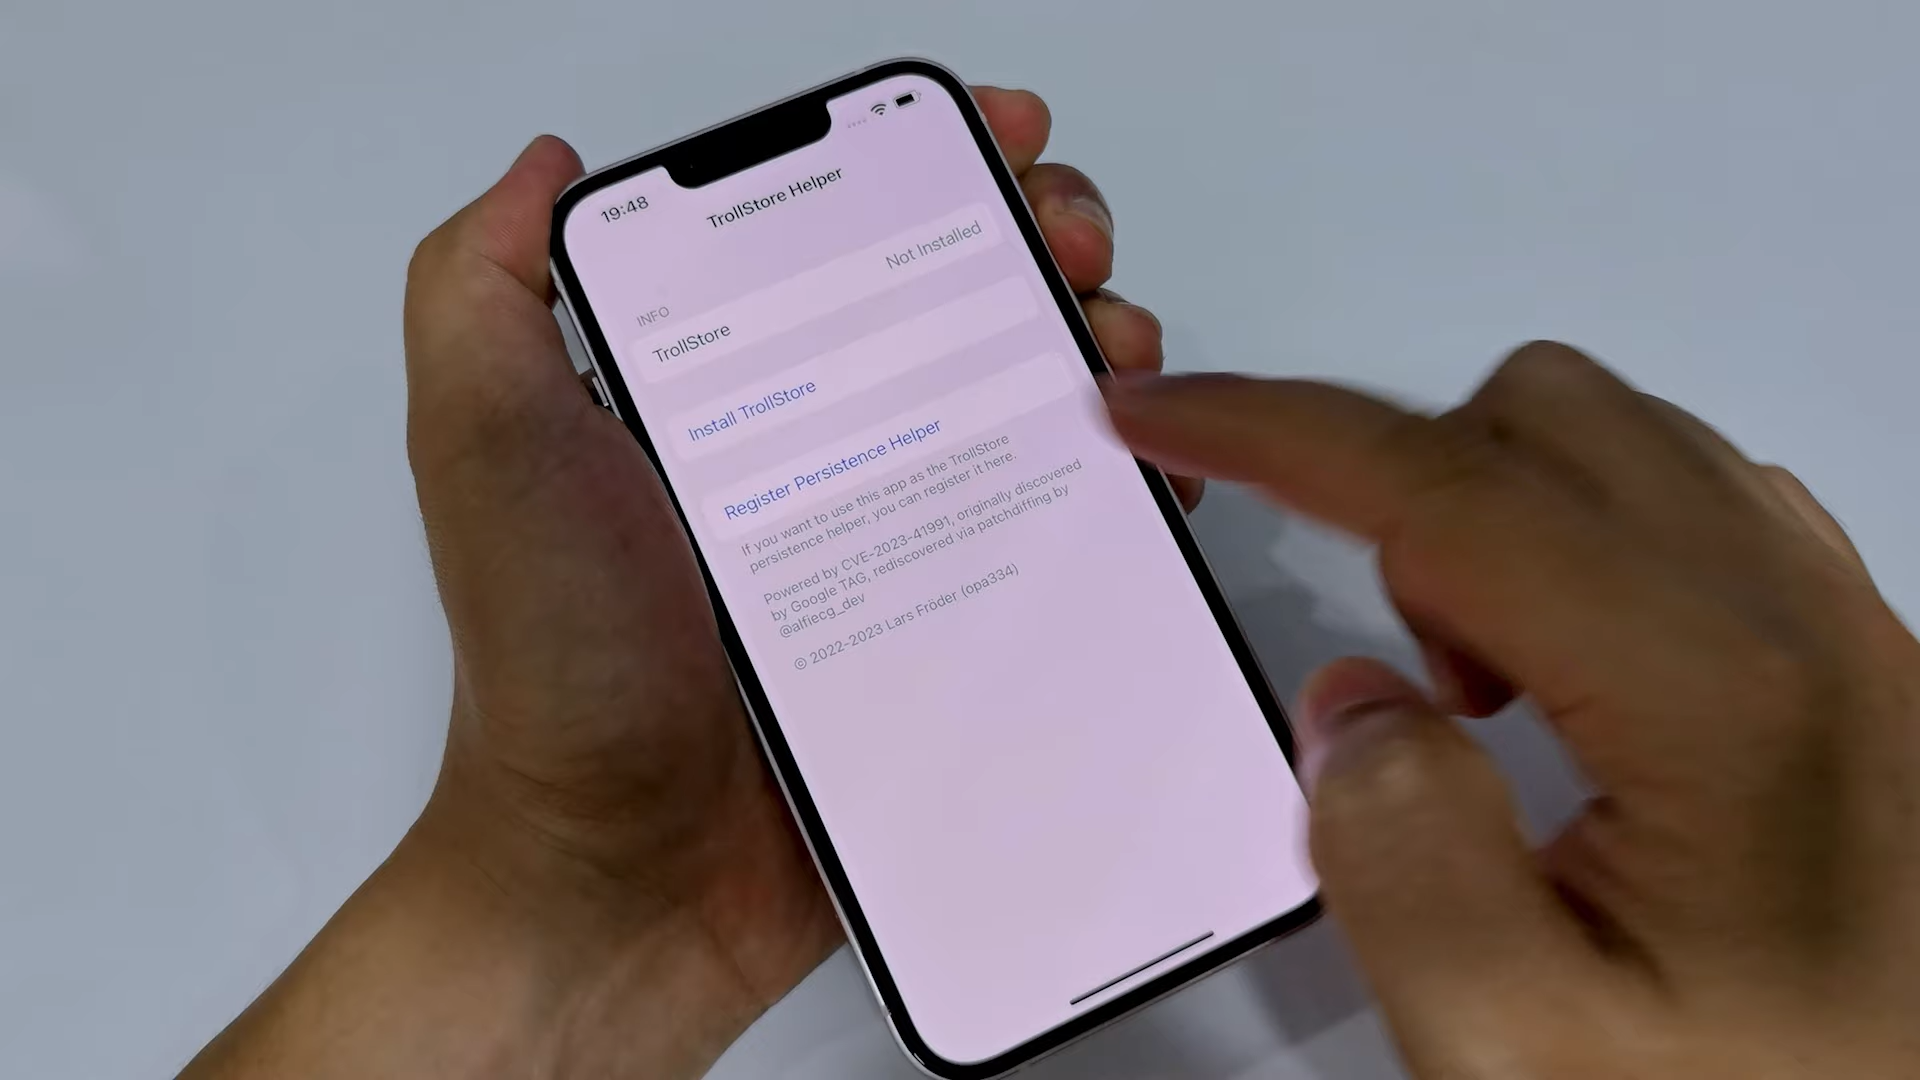 19:48
TrollStore Helper
INFO
TrollStore Not Installed
Install TrollStore
Register Persistence Helper
If you want to use this app as the TrollStore
persistence helper, you can register it here.
Powered by CVE-2023-41991, originally discovered
by Google TAG, rediscovered via patchdiffing by
@alfiecg_dev
© 2022-2023 Lars Fröder (opa334)